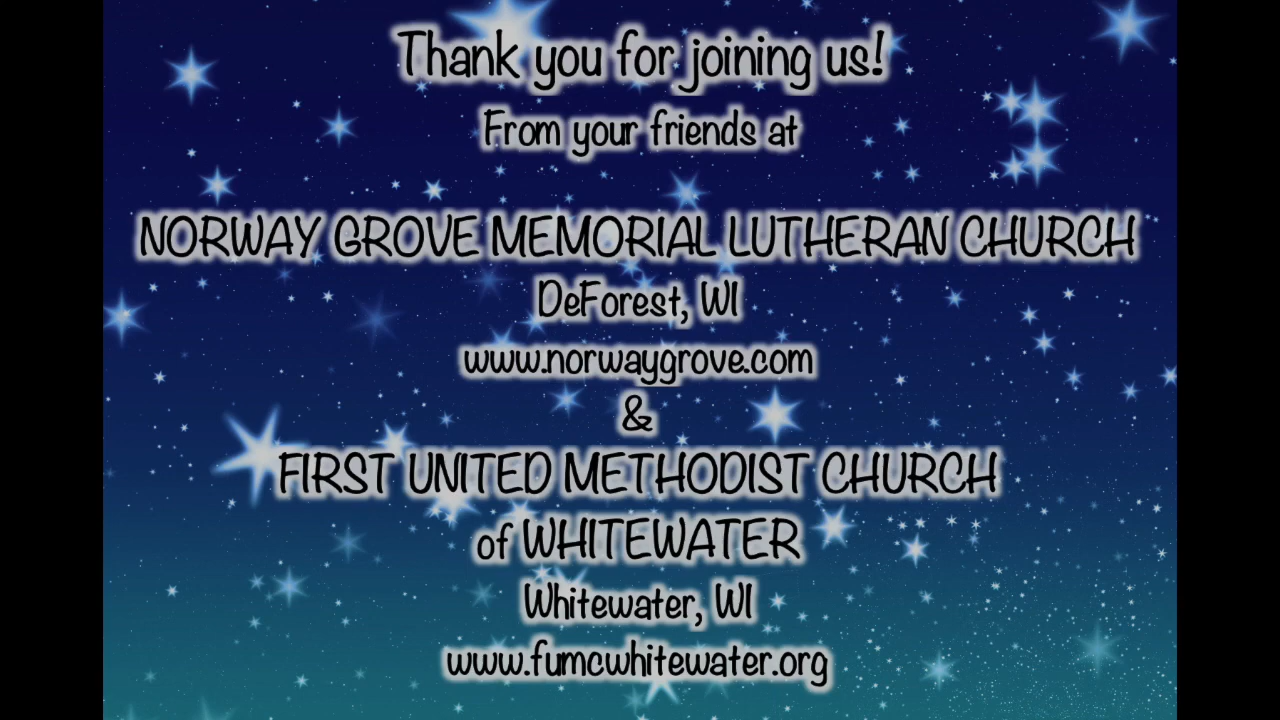 Thank you for joining us!
From your friends at
NORWAY GROVE MEMORIAL LUTHERAN CHURCH
DeForest, WI
www.norwaygrove.com
&
FIRST UNITED METHODIST CHURCH
of WHITEWATER
Whitewater, WI
www.fumcwhitewater.org